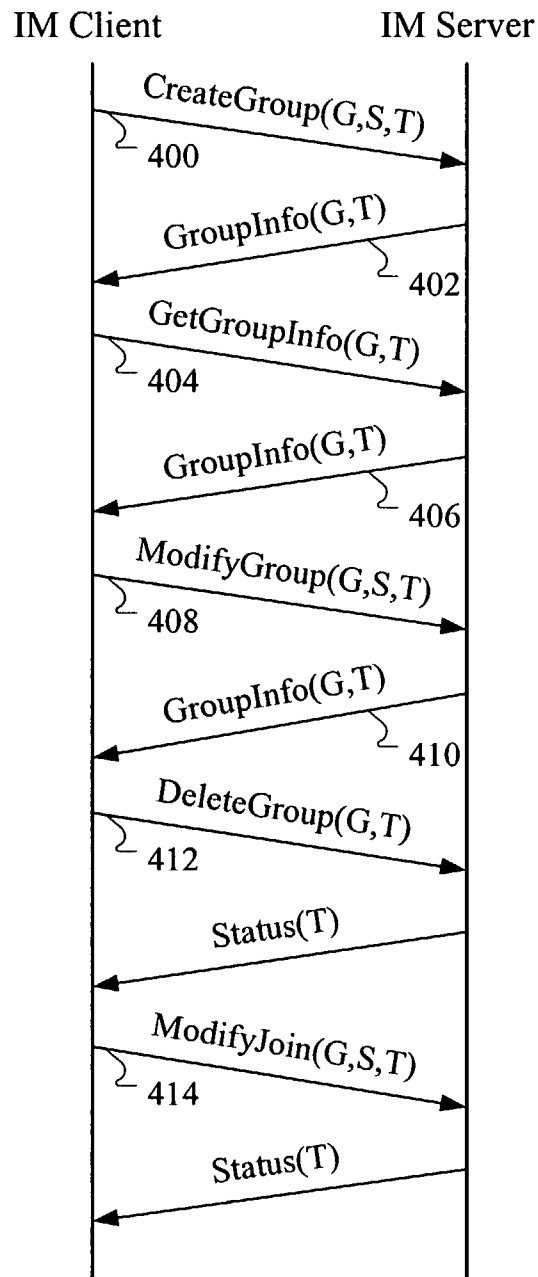 IM Client IM Server
CreateGroup(G,S,T)
400
GroupInfo(G,T)
402
GetGroupInfo(G,T)
404
GroupInfo(G,T)
406
ModifyGroup(G,S,T)
408
GroupInfo(G,T)
410
DeleteGroup(G,T)
412
Status(T)
ModifyJoin(G,S,T)
414
Status(T)